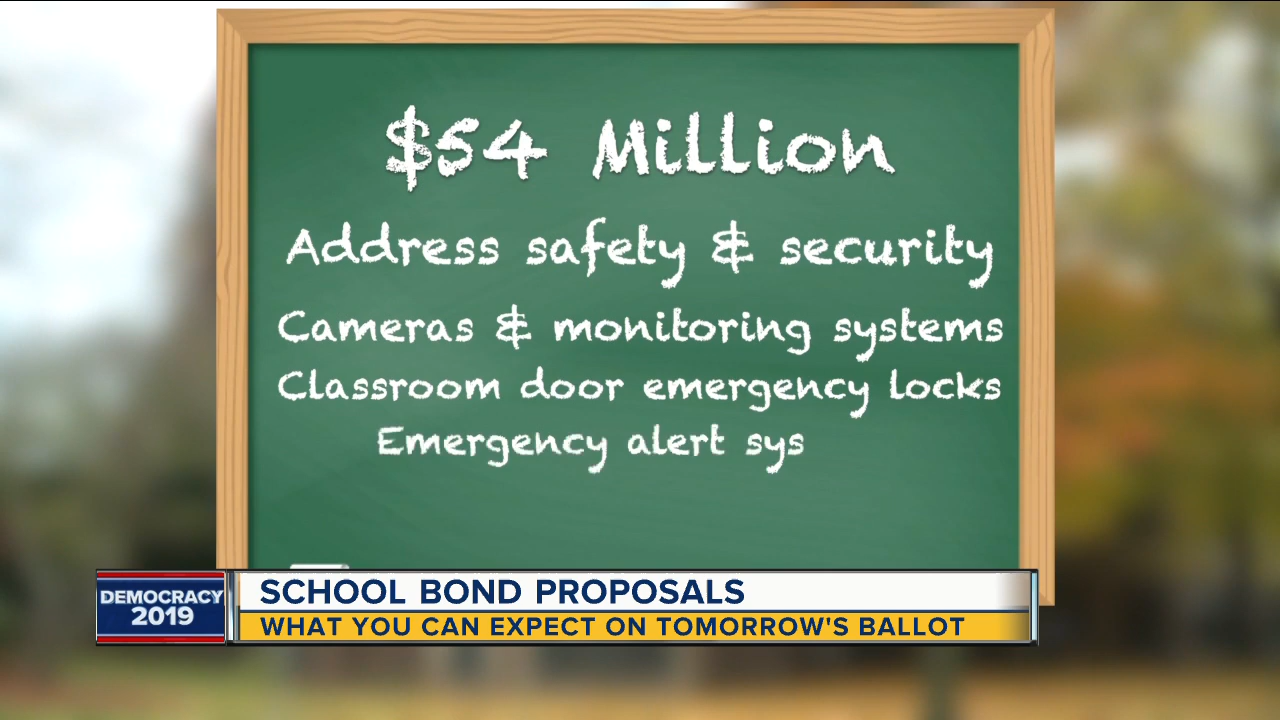 $54 Million
Address safety & security
Cameras & monitoring systems
Classroom door emergency locks
Emergency alert sys
DEMOCRACY
2019
SCHOOL BOND PROPOSALS
WHAT YOU CAN EXPECT ON TOMORROW'S BALLOT